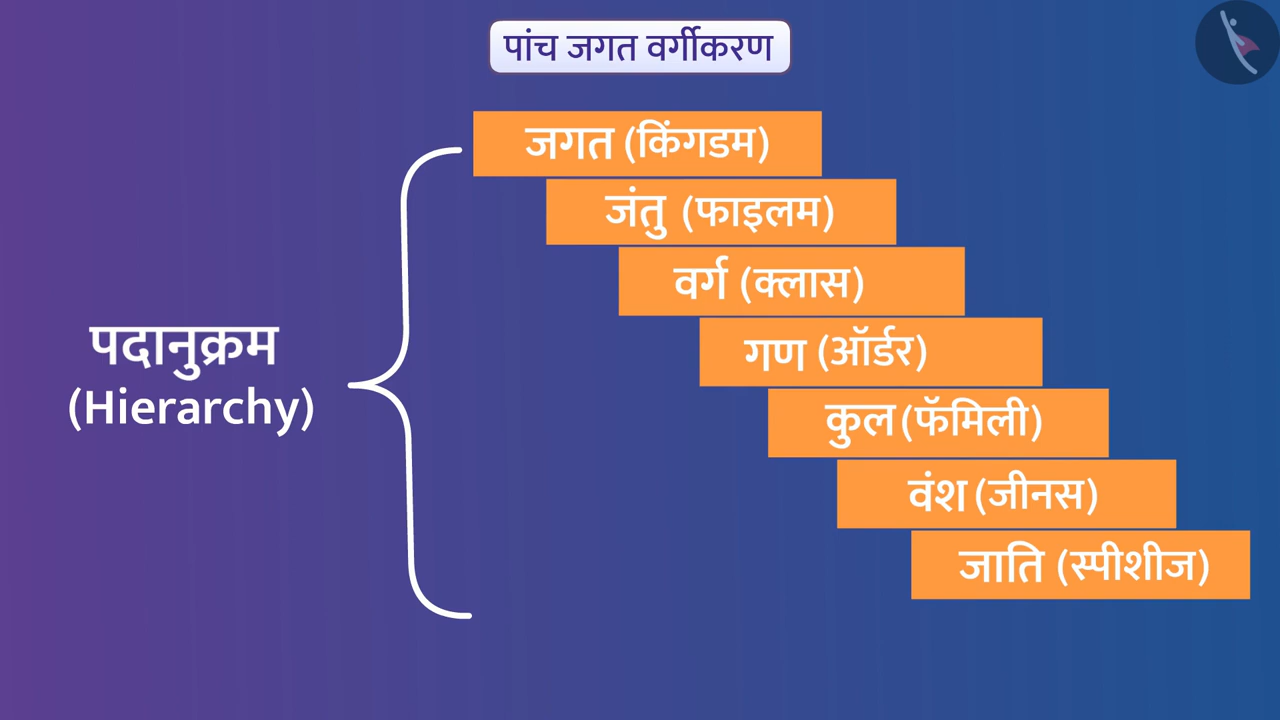 पांच जगत वर्गीकरण
जगत (किंगडम)
जंतु (फाइलम)
वर्ग (क्लास)
गण (ऑर्डर)
पदानुक्रम
(Hierarchy)
कुल (फॅमिली)
वंश (जीनस)
जाति (स्पीशीज)